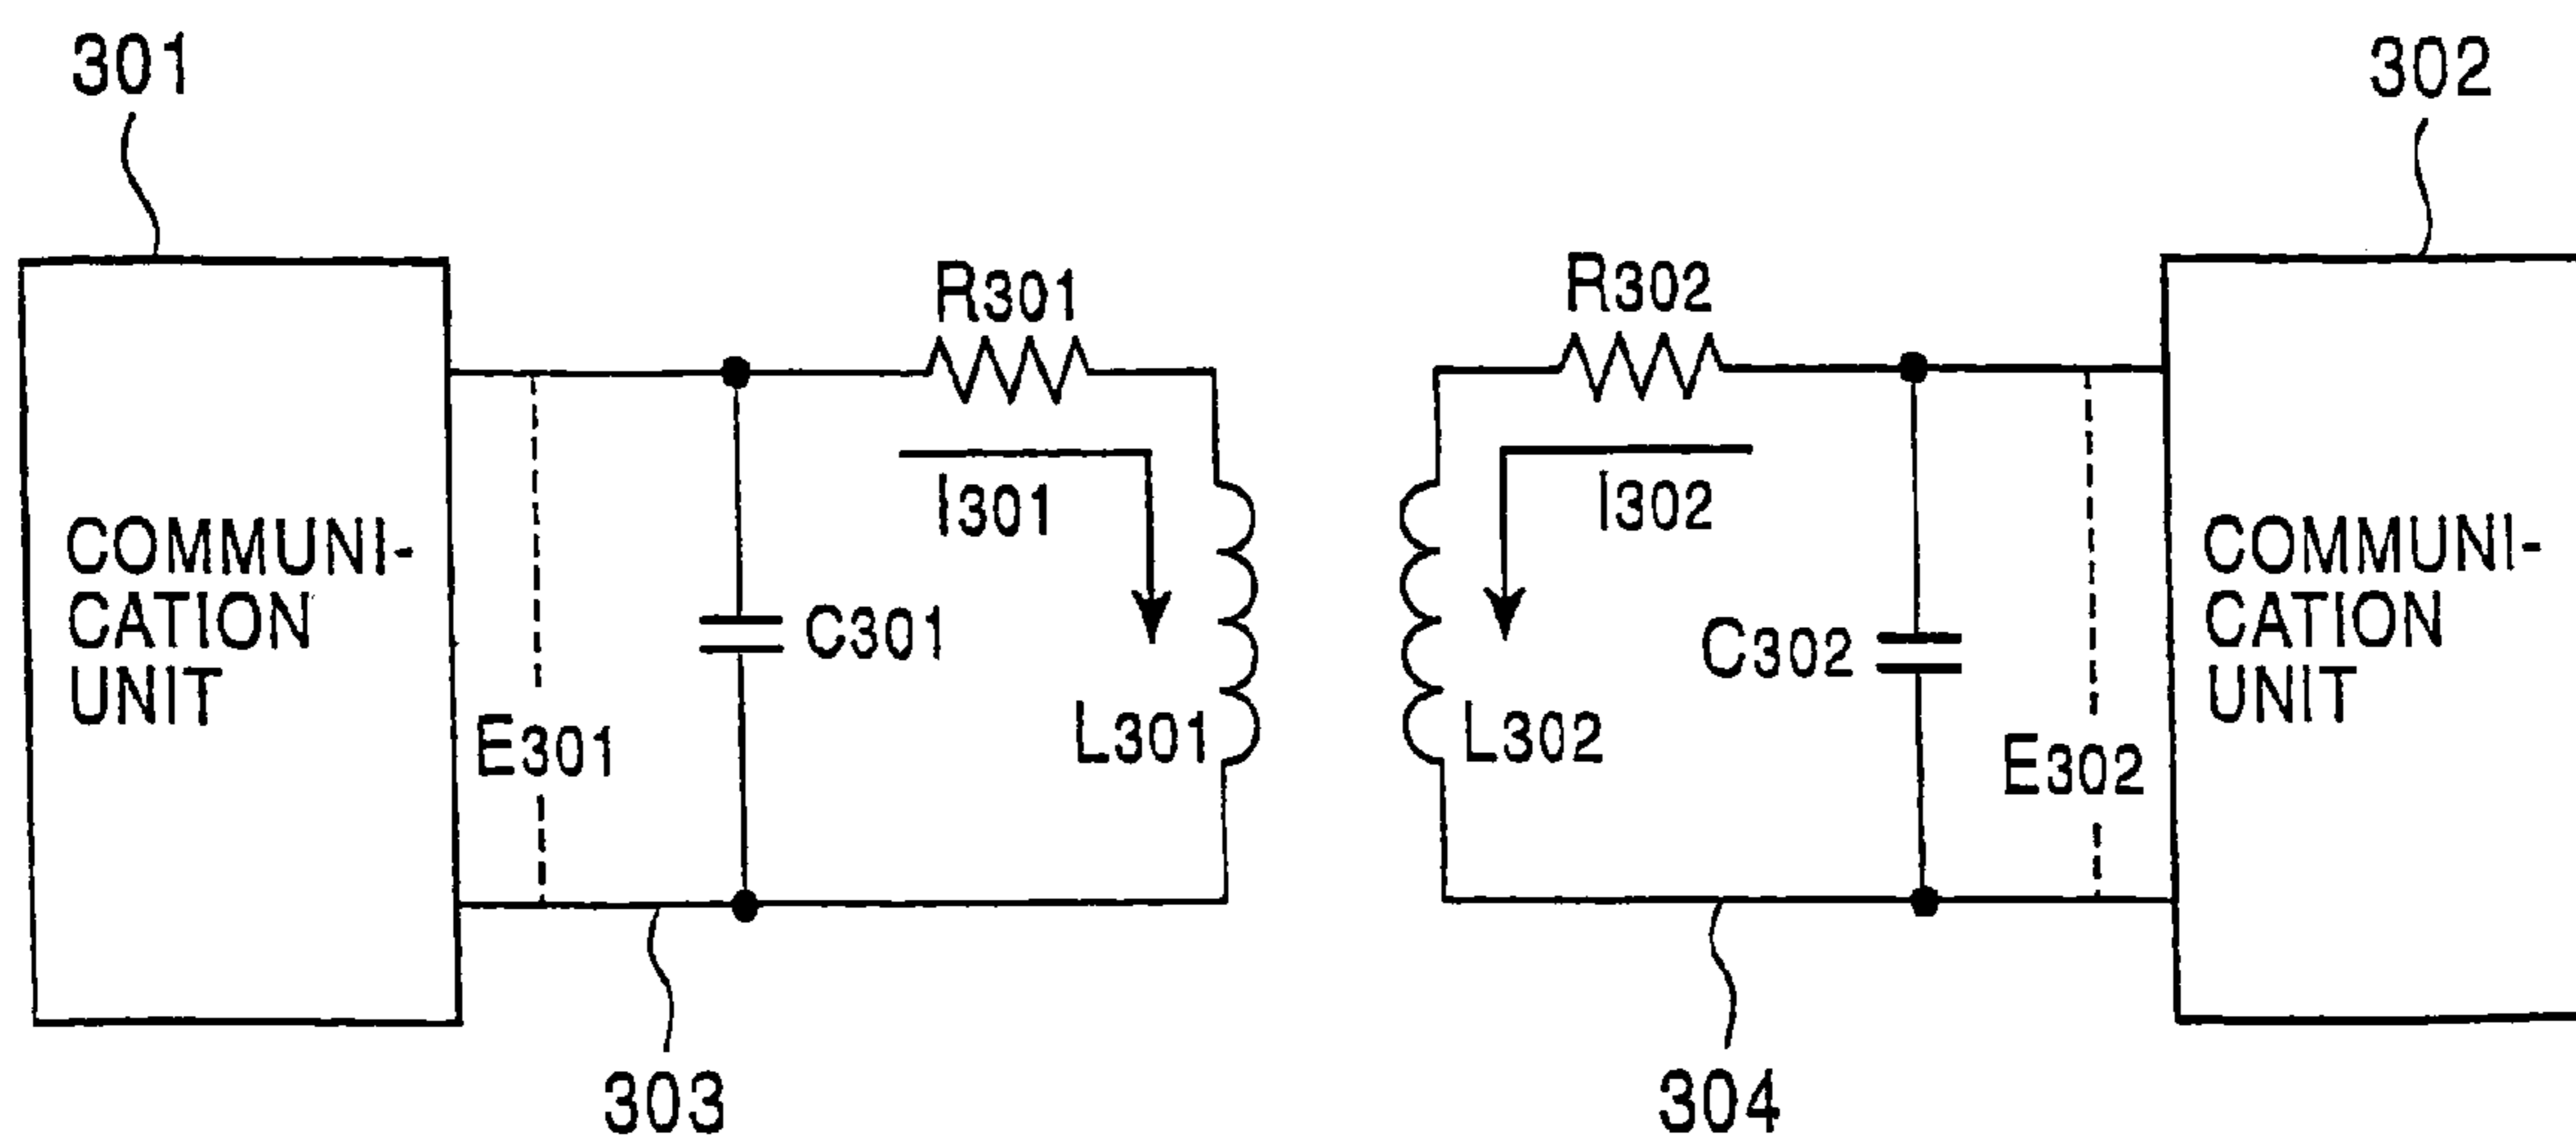 301
302
R301
R302
I301
I302
COMMUNI-
CATION
UNIT
C301
C302
COMMUNI-
CATION
UNIT
E301
L301
L302
E302
303
304